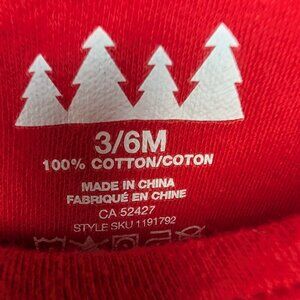 3/6M
100% COTTON/COTON
MADE IN CHINA
FABRIQUÉ EN CHINE
CA 52427
STYLE SKU 1191792